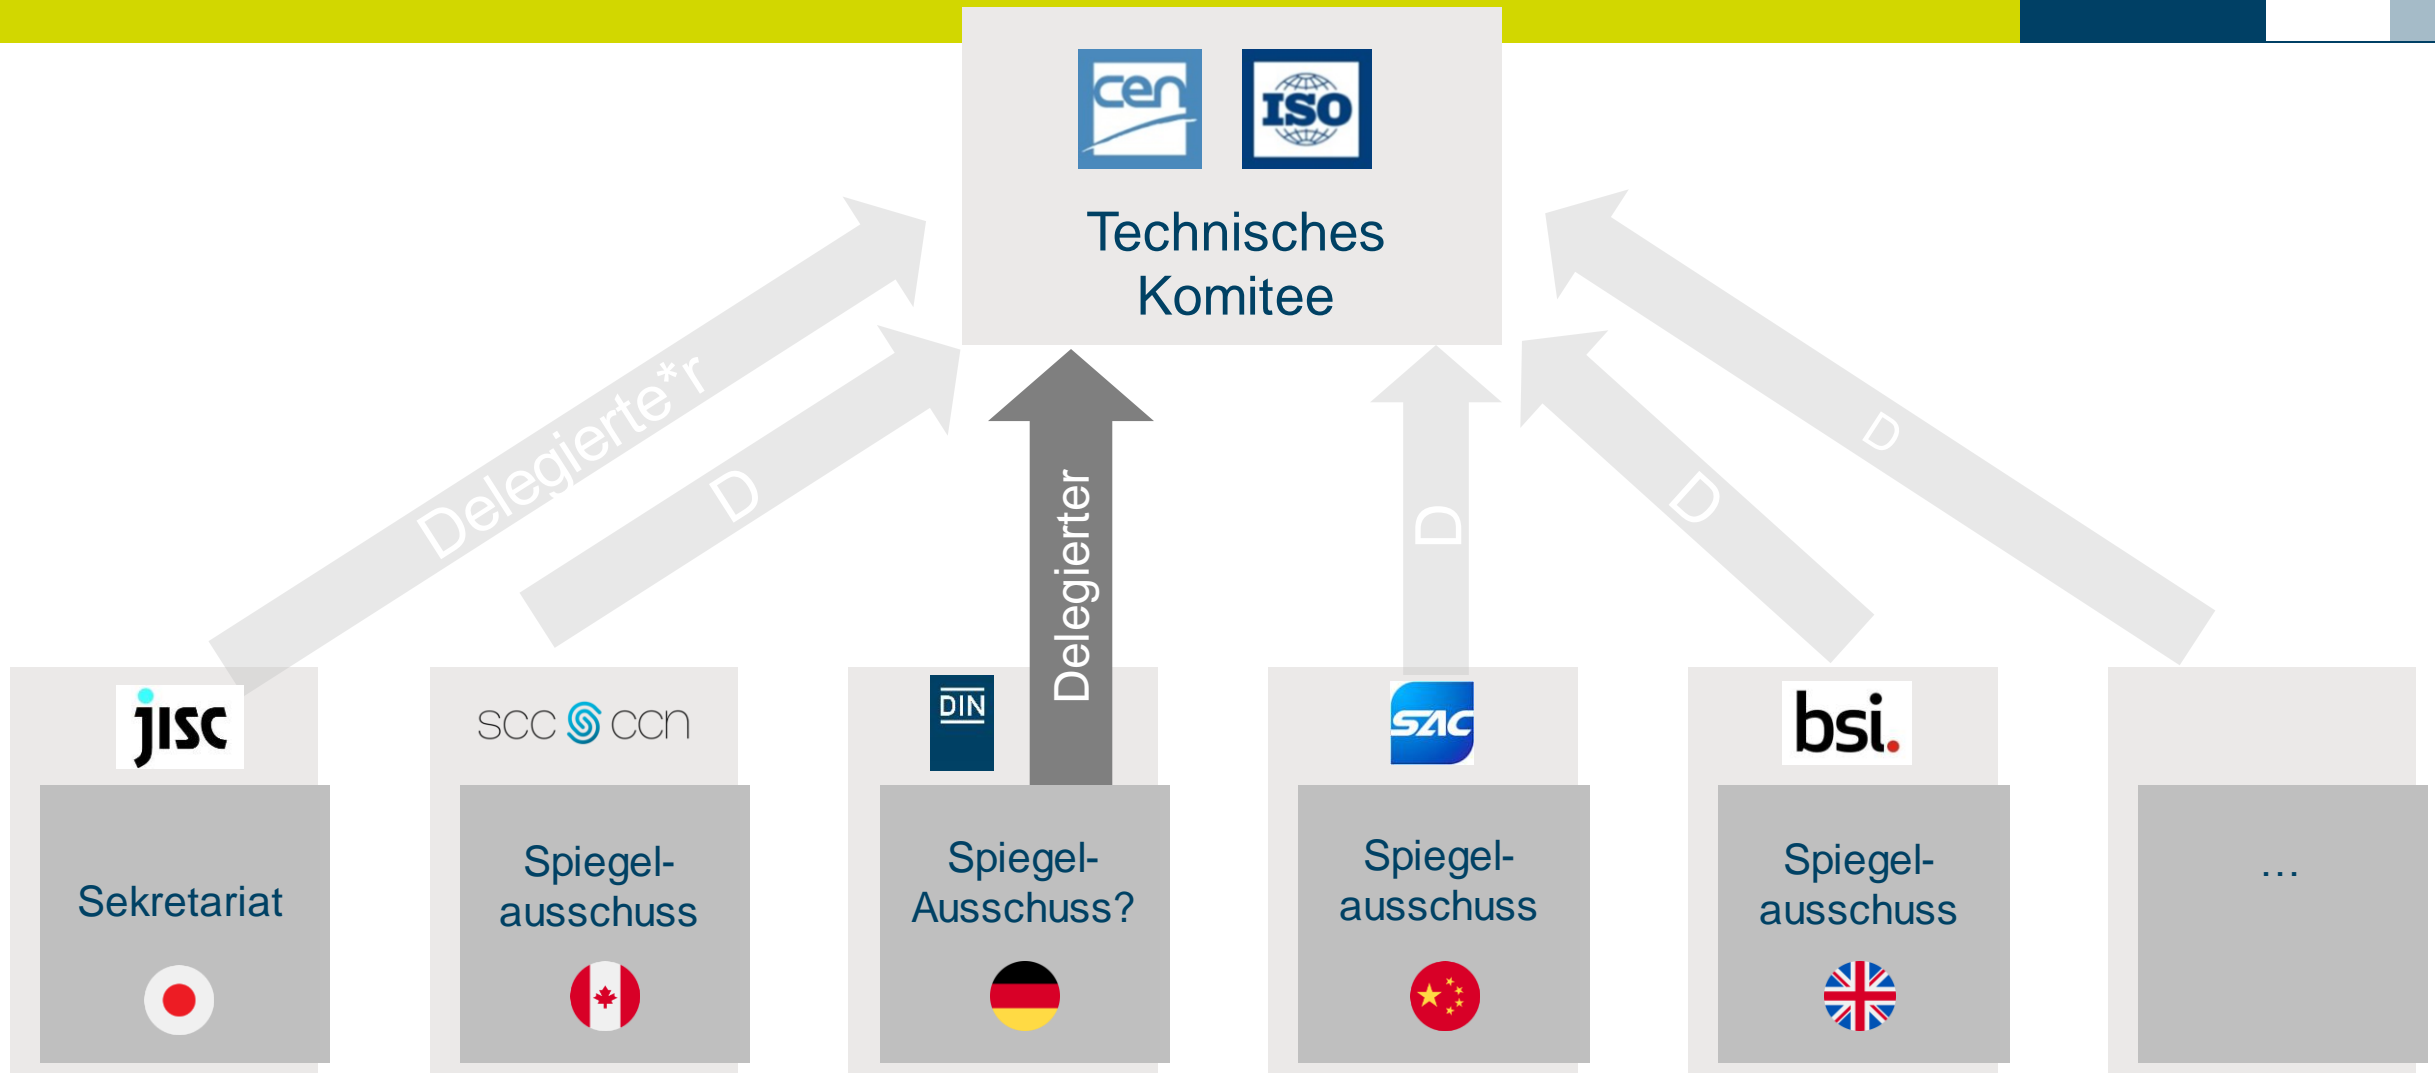 cen
ISO
Technisches
Komitee
Delegierte*r
D
Delegierter
D
D
D
jisc
scc ccn
DIN
SAC
bsi.
Sekretariat
Spiegel-
ausschuss
Spiegel-
Ausschuss?
Spiegel-
ausschuss
Spiegel-
ausschuss
…